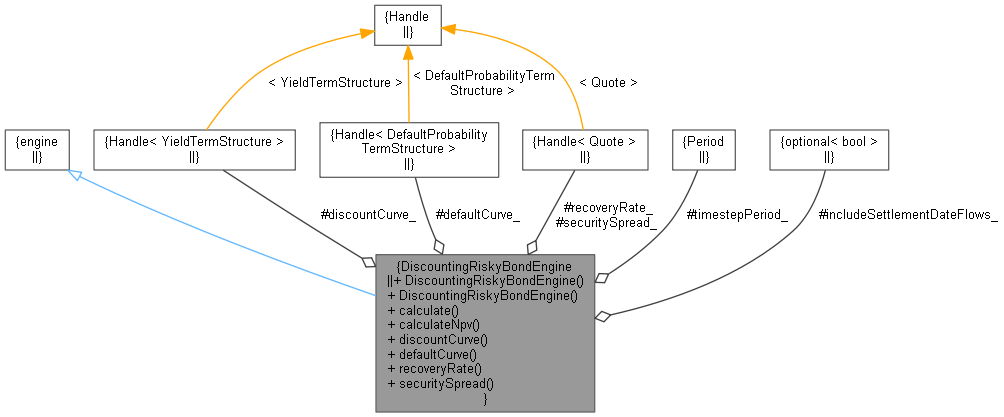 {Handle
||}
< YieldTermStructure >
< DefaultProbabilityTerm
Structure >
< Quote >
{engine
||}
{Handle< YieldTermStructure >
||}
{Handle< DefaultProbability
TermStructure >
||}
{Handle< Quote >
||}
{Period
||}
{optional< bool >
||}
#discountCurve_
#defaultCurve_
#recoveryRate_
#securitySpread_
#timestepPeriod_
#includeSettlementDateFlows_
{DiscountingRiskyBondEngine
||+ DiscountingRiskyBondEngine()
+ DiscountingRiskyBondEngine()
+ calculate()
+ calculateNpv()
+ discountCurve()
+ defaultCurve()
+ recoveryRate()
+ securitySpread()
}